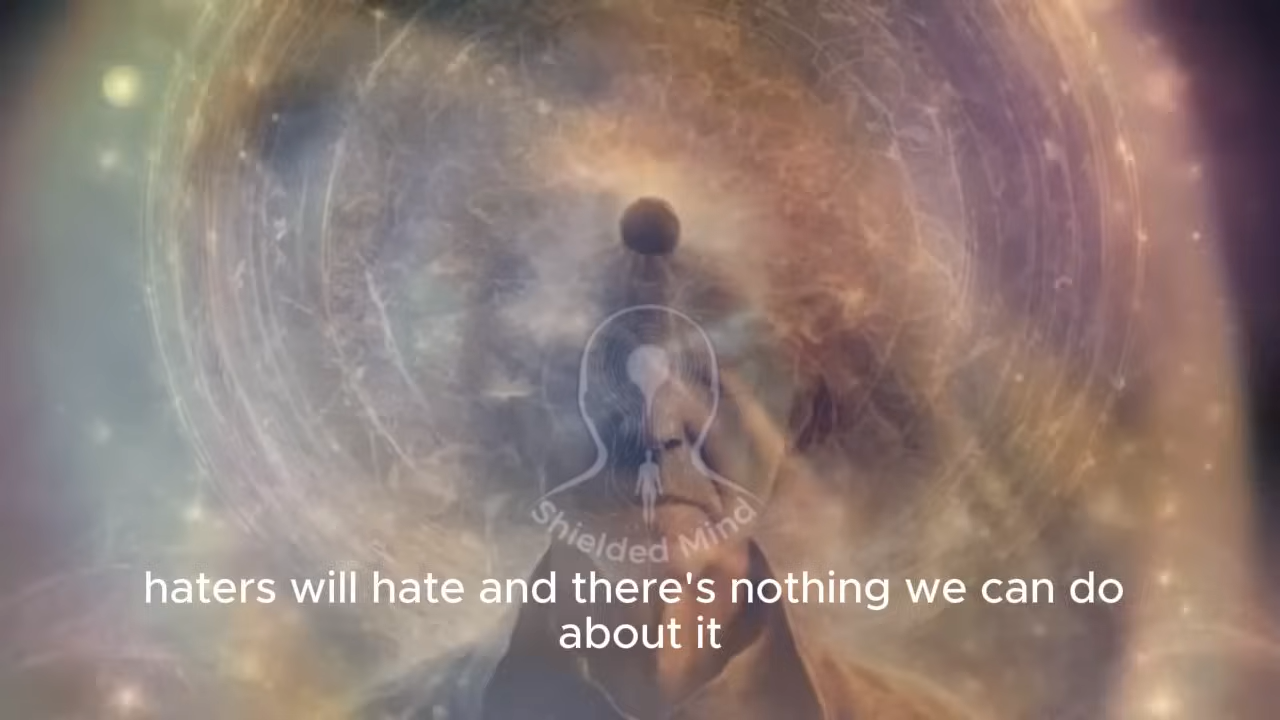 Shielded Mind
haters will hate and there's nothing we can do
about it